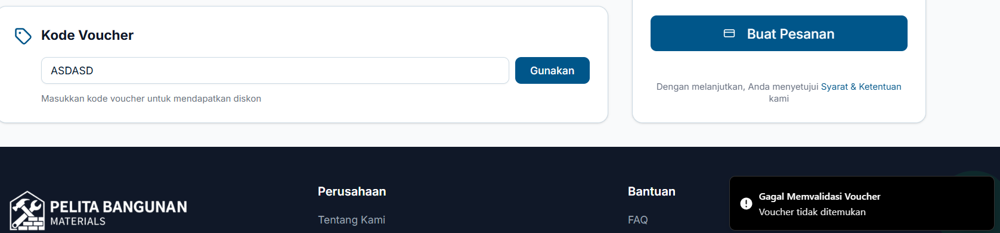 Kode Voucher
ASDASD
Gunakan
Masukkan kode voucher untuk mendapatkan diskon
Buat Pesanan
Dengan melanjutkan, Anda menyetujui Syarat & Ketentuan
kami
PELITA BANGUNAN
MATERIALS
Perusahaan
Tentang Kami
Bantuan
FAQ
Gagal Memvalidasi Voucher
Voucher tidak ditemukan